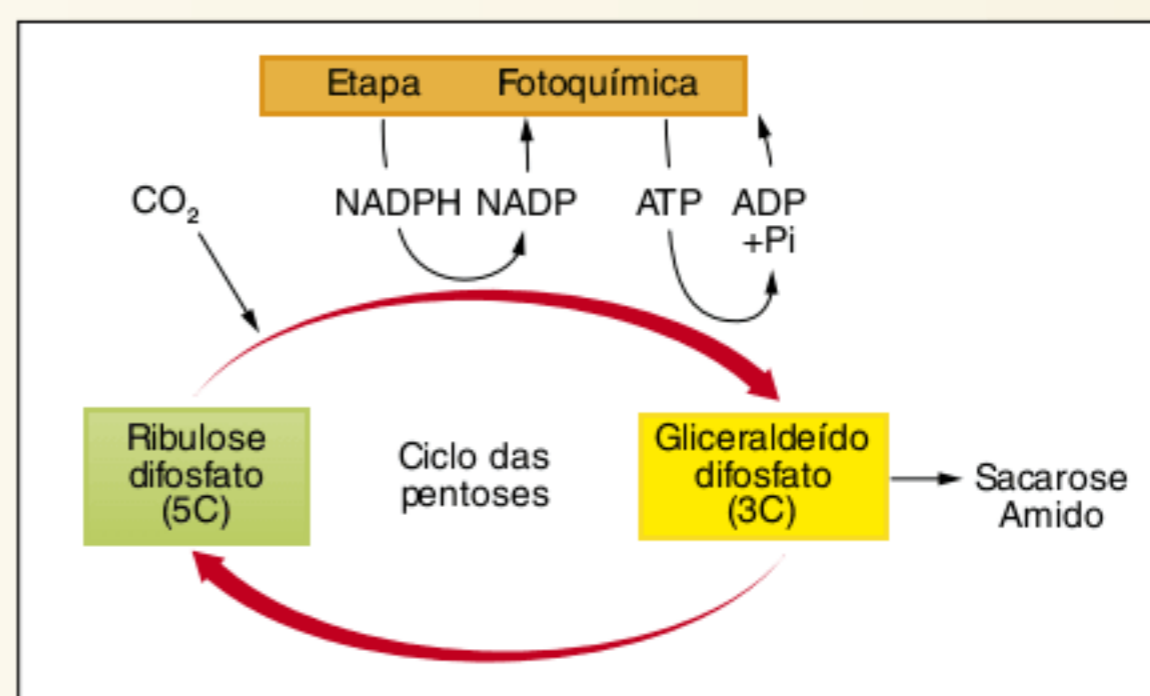 Etapa Fotoquímica
CO₂
NADPH NADP
ATP
ADP
+Pi
Ribulose
difosfato
(5C)
Ciclo das
pentoses
Gliceraldeído
difosfato
(3C)
Sacarose
Amido